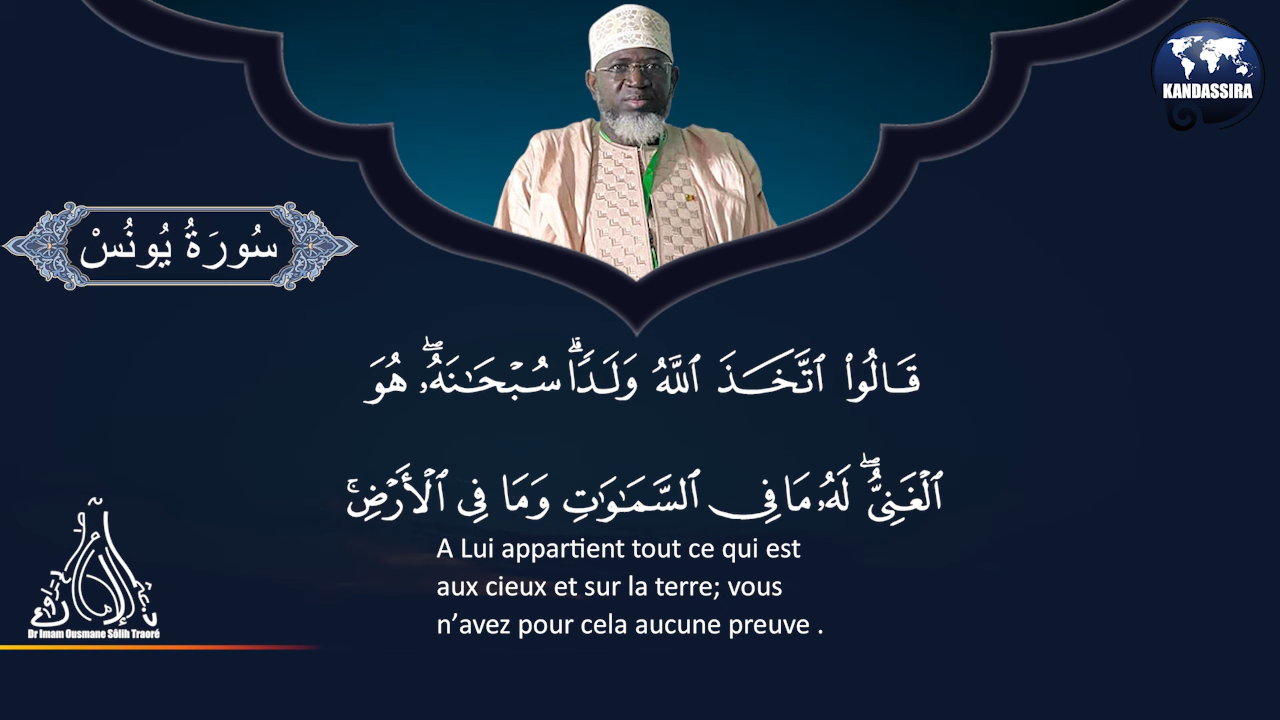 KANDASSIRA
سُورَةُ يُونُسْ
قَالُوا۟ ٱتَّخَذَ ٱللَّهُ وَلَدًۭا ۗ سُبْحَـٰنَهُۥ ۖ هُوَ
ٱلْغَنِىُّ ۖ لَهُۥ مَا فِى ٱلسَّمَـٰوَٰتِ وَمَا فِى ٱلْأَرْضِ ۚ
A Lui appartient tout ce qui est
aux cieux et sur la terre; vous
n’avez pour cela aucune preuve .
Dr Imam Ousmane Sôlih Traoré